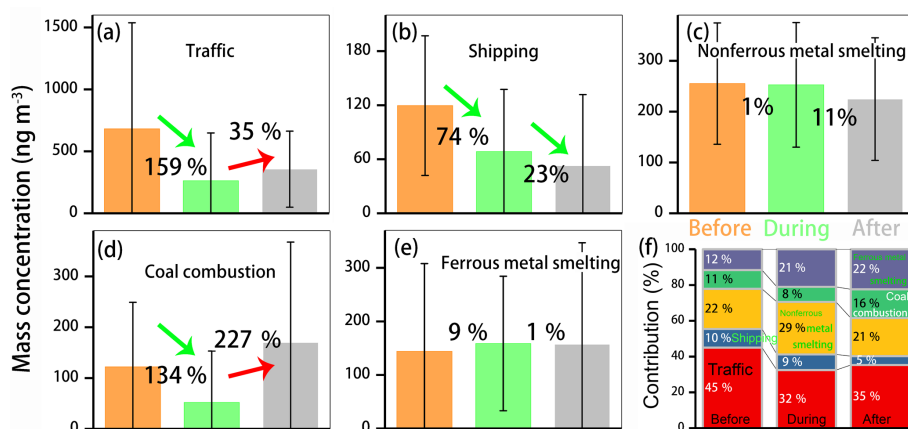 Mass concentration (ng m⁻³)
(a)
Traffic
1500
1000
500
0
159 %
35 %
(b)
Shipping
180
120
60
0
74 %
23%
(c)
Nonferrous metal smelting
300
200
100
0
1%
11%
(d)
Coal combustion
300
200
100
0
134 %
227 %
(e)
Ferrous metal smelting
300
200
100
0
9 %
1 %
Before During After
(f)
Contribution (%)
100
80
60
40
20
0
12 %
11 %
22 %
10 % Shipping
Traffic
45 %
Before
21 %
8 %
Nonferrous
29 % metal
smelting
9 %
32 %
During
Ferrous metal
22 %
smelting
Coal
16 %
combustion
21 %
5 %
35 %
After